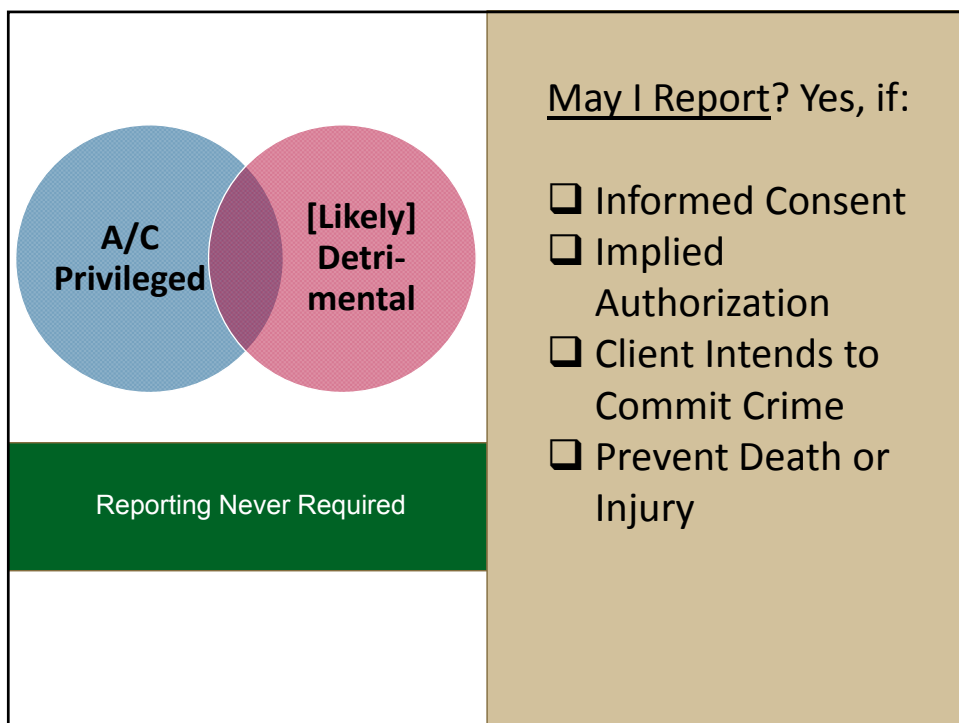 A/C
Privileged
[Likely]
Detri-
mental
Reporting Never Required
May I Report? Yes, if:
❑ Informed Consent
❑ Implied
Authorization
❑ Client Intends to
Commit Crime
❑ Prevent Death or
Injury